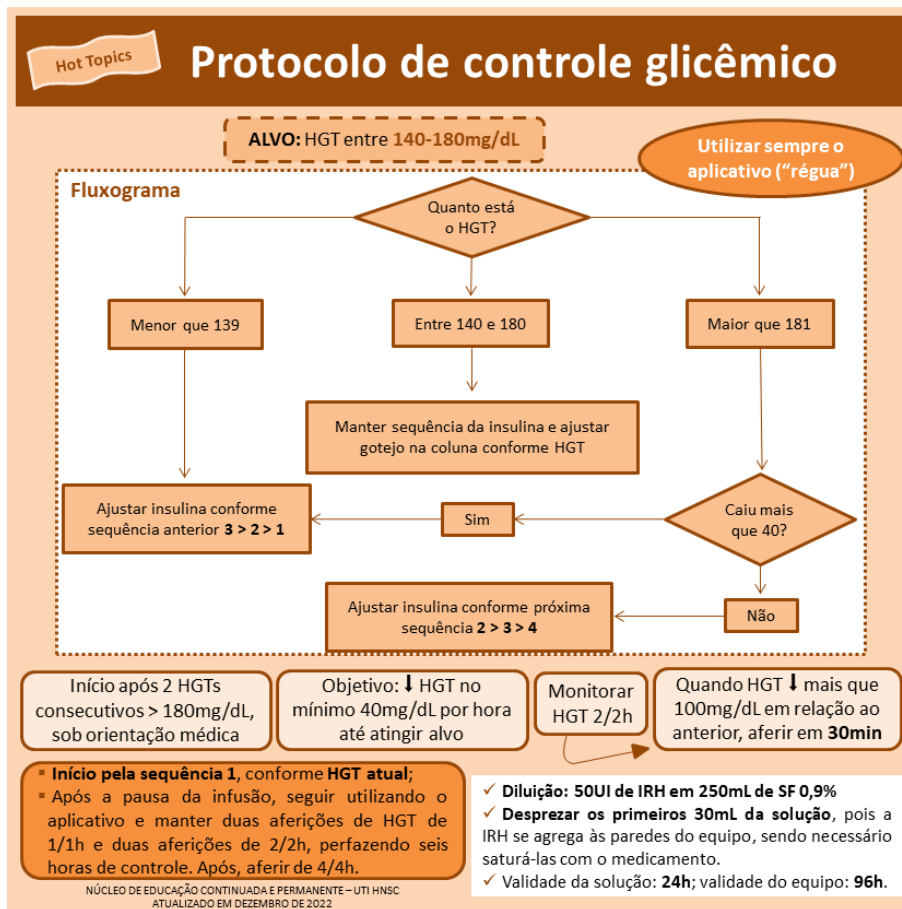 Hot Topics
Protocolo de controle glicêmico
ALVO: HGT entre 140-180mg/dL
Utilizar sempre o
aplicativo (“régua”)
Fluxograma
Quanto está
o HGT?
Menor que 139
Entre 140 e 180
Maior que 181
Manter sequência da insulina e ajustar
gotejo na coluna conforme HGT
Ajustar insulina conforme
sequência anterior 3 > 2 > 1
Sim
Caiu mais
que 40?
Ajustar insulina conforme próxima
sequência 2 > 3 > 4
Não
Início após 2 HGTs
consecutivos > 180mg/dL,
sob orientação médica
Objetivo: ⬇ HGT no
mínimo 40mg/dL por hora
até atingir alvo
Monitorar
HGT 2/2h
Quando HGT ⬇ mais que
100mg/dL em relação ao
anterior, aferir em 30min
▪ Início pela sequência 1, conforme HGT atual;
▪ Após a pausa da infusão, seguir utilizando o
aplicativo e manter duas aferições de HGT de
1/1h e duas aferições de 2/2h, perfazendo seis
horas de controle. Após, aferir de 4/4h.
✓ Diluição: 50UI de IRH em 250mL de SF 0,9%
✓ Desprezar os primeiros 30mL da solução, pois a
IRH se agrega às paredes do equipo, sendo necessário
saturá-las com o medicamento.
✓ Validade da solução: 24h; validade do equipo: 96h.
NÚCLEO DE EDUCAÇÃO CONTINUADA E PERMANENTE – UTI HNSC
ATUALIZADO EM DEZEMBRO DE 2022